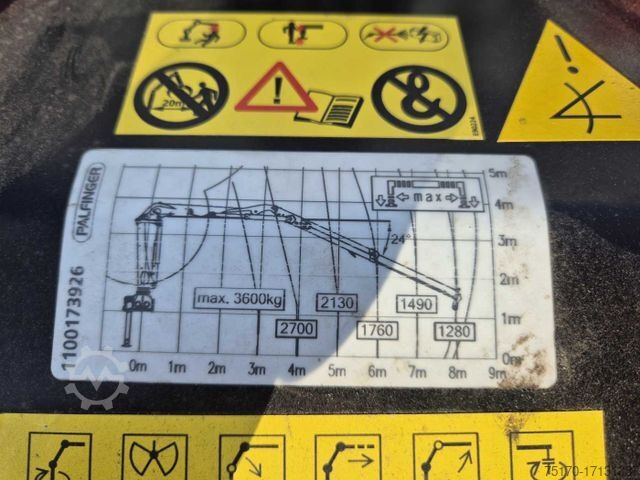 20m
E90224
PALFINGER
1100173926
5m
4m
3m
2m
1m
0m
max
24°
max. 3600kg
2700
2130
1760
1490
1280
0m 1m 2m 3m 4m 5m 6m 7m 8m 9m